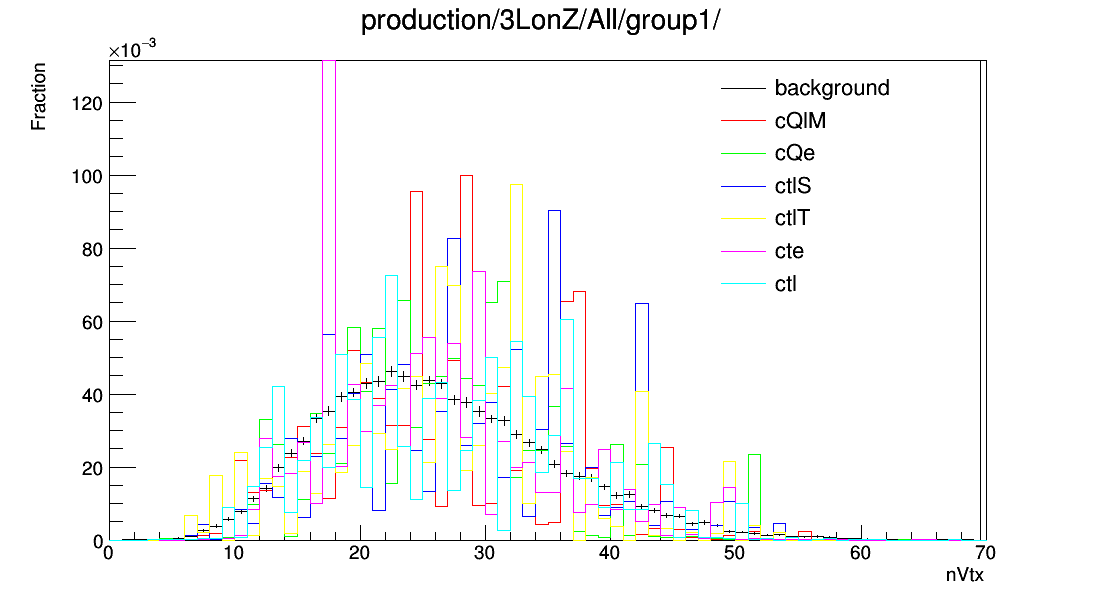 production/3LonZ/All/group1/
×10⁻³
Fraction
120
100
80
60
40
20
0
background
cQlM
cQe
ctlS
ctlT
cte
ctl
0 10 20 30 40 50 60 70
nVtx